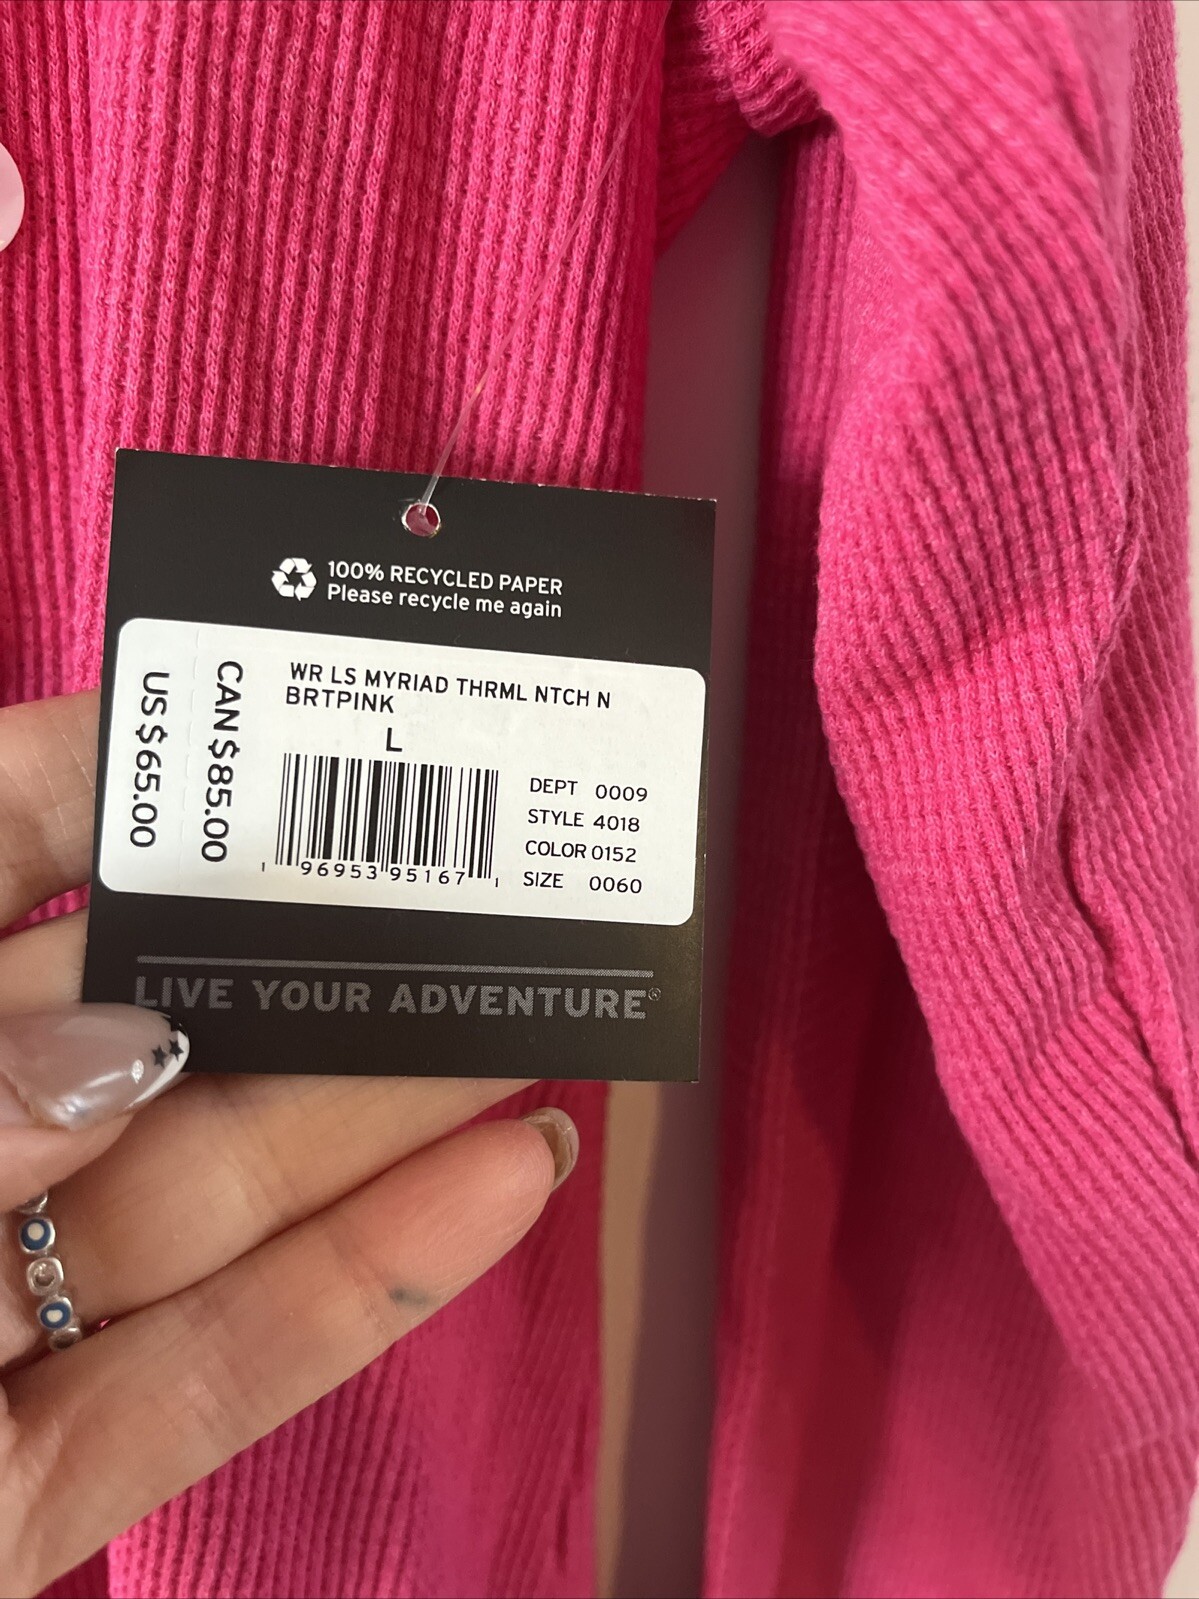 100% RECYCLED PAPER
Please recycle me again
WR LS MYRIAD THRML NTCH N
BRTPINK
L
CAN $85.00
US $65.00
DEPT 0009
STYLE 4018
COLOR 0152
SIZE 0060
1 96953 95167 1
LIVE YOUR ADVENTURE®